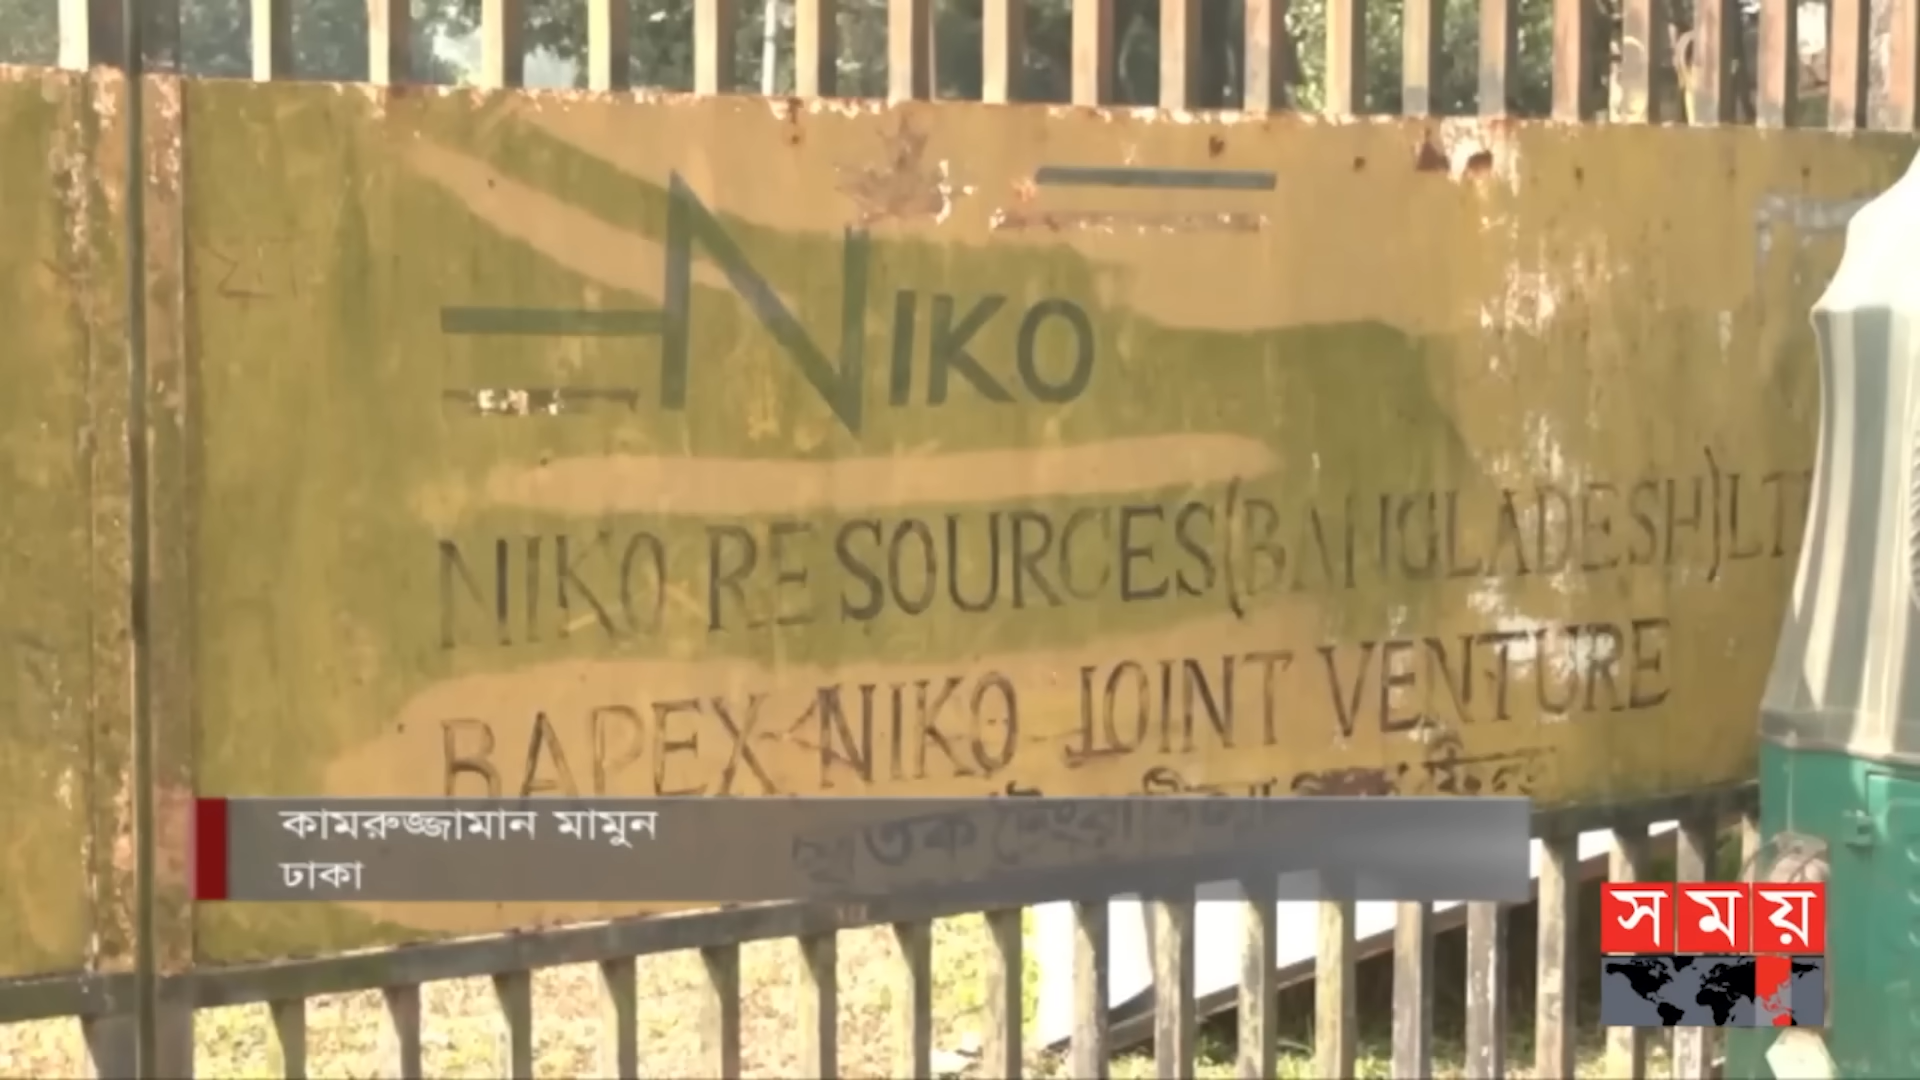 NIKO
NIKO RESOURCES(BANGLADESH)LT
BAPEX-NIKO JOINT VENTURE
কামরুজ্জামান মামুন
ঢাকা
সময়